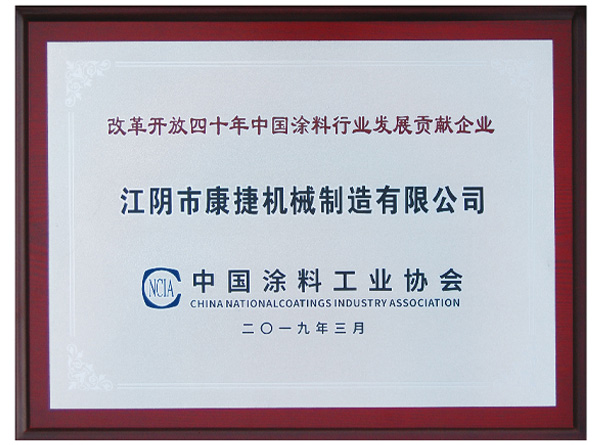 改革开放四十年中国涂料行业发展贡献企业
江阴市康捷机械制造有限公司
NCIA
中国涂料工业协会
CHINA NATIONALCOATINGS INDUSTRY ASSOCIATION
二〇一九年三月